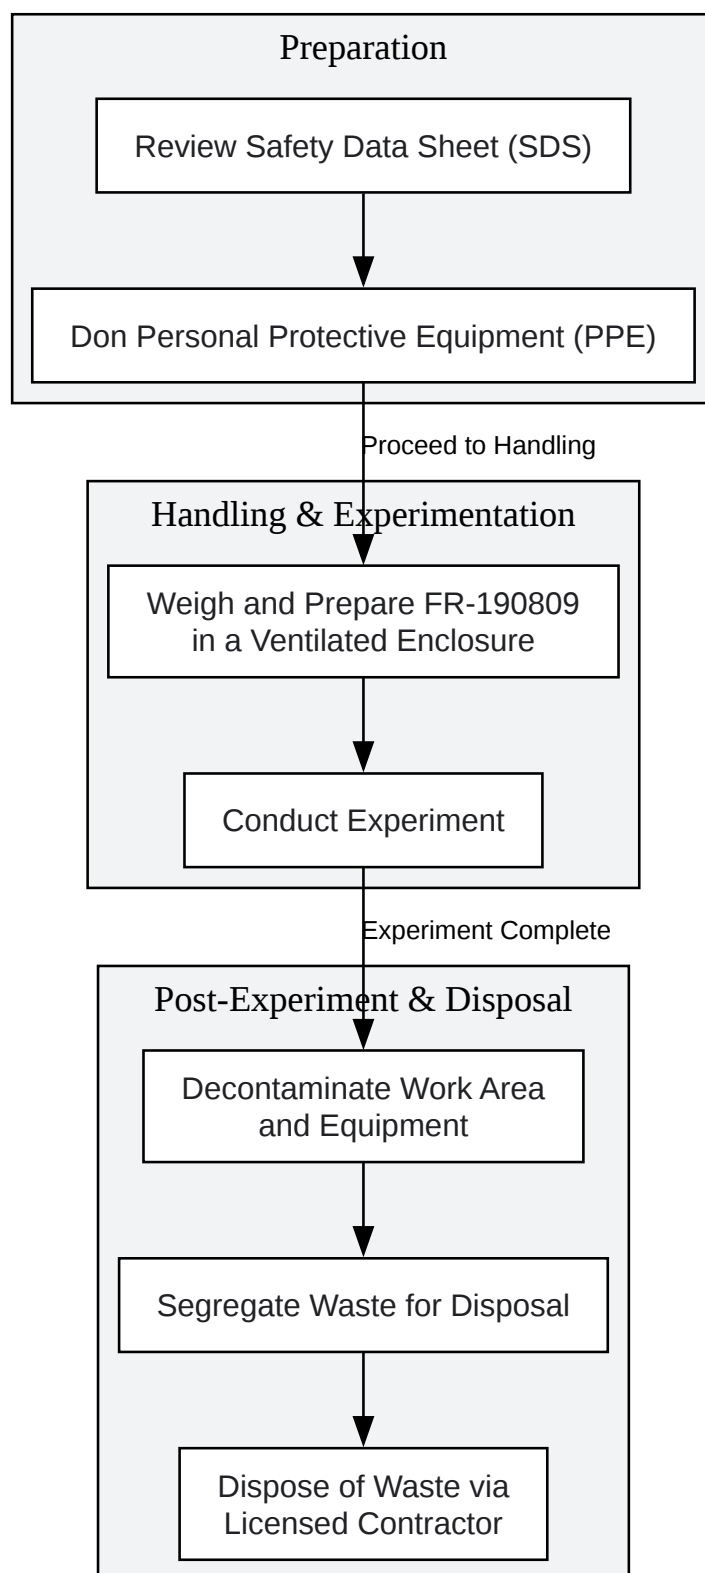 Preparation
Review Safety Data Sheet (SDS)
Don Personal Protective Equipment (PPE)
Proceed to Handling
Handling & Experimentation
Weigh and Prepare FR-190809
in a Ventilated Enclosure
Conduct Experiment
Experiment Complete
Post-Experiment & Disposal
Decontaminate Work Area
and Equipment
Segregate Waste for Disposal
Dispose of Waste via
Licensed Contractor